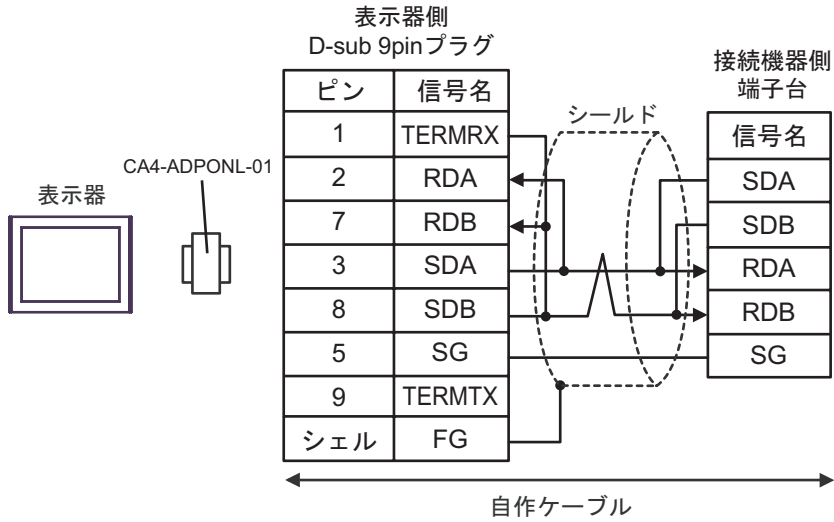 表示器側
D-sub 9pinプラグ
接続機器側
端子台
ピン 信号名
シールド
信号名
1 TERMRX
CA4-ADPONL-01
表示器
2 RDA
SDA
7 RDB
SDB
3 SDA
RDA
8 SDB
RDB
5 SG
SG
9 TERMTX
シェル FG
自作ケーブル